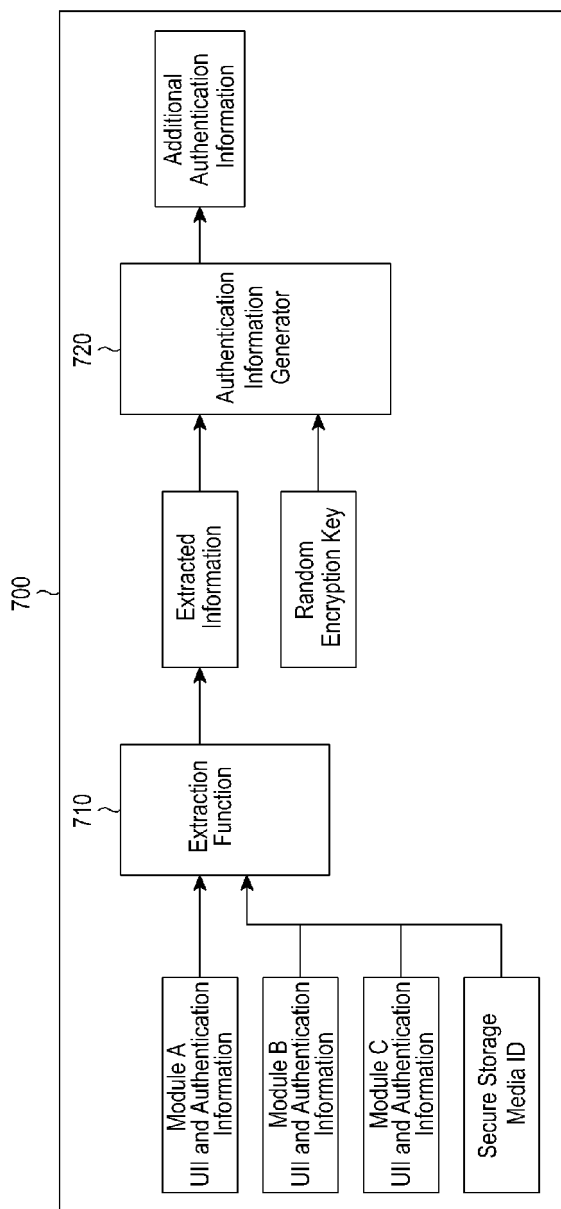 700
Module A
UII and Authentication
Information
Module B
UII and Authentication
Information
Module C
UII and Authentication
Information
Secure Storage
Media ID
710
Extraction
Function
Extracted
Information
Random
Encryption Key
720
Authentication
Information
Generator
Additional
Authentication
Information